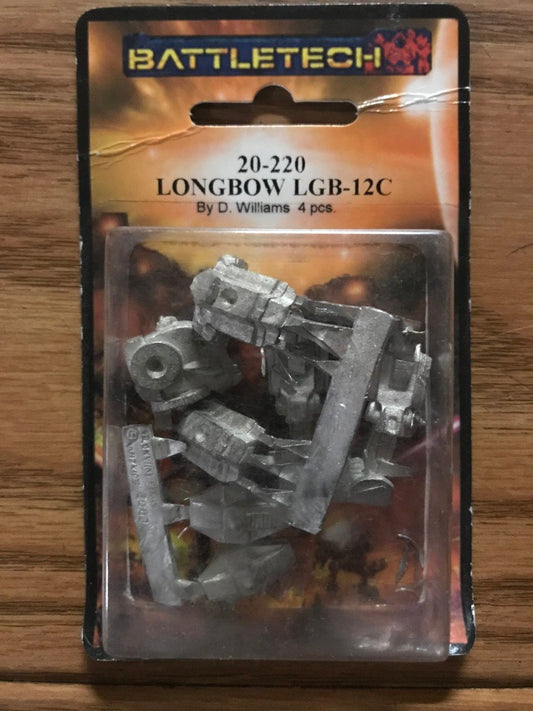 BATTLETECH
20-220
LONGBOW LGB-12C
By D. Williams 4 pcs.